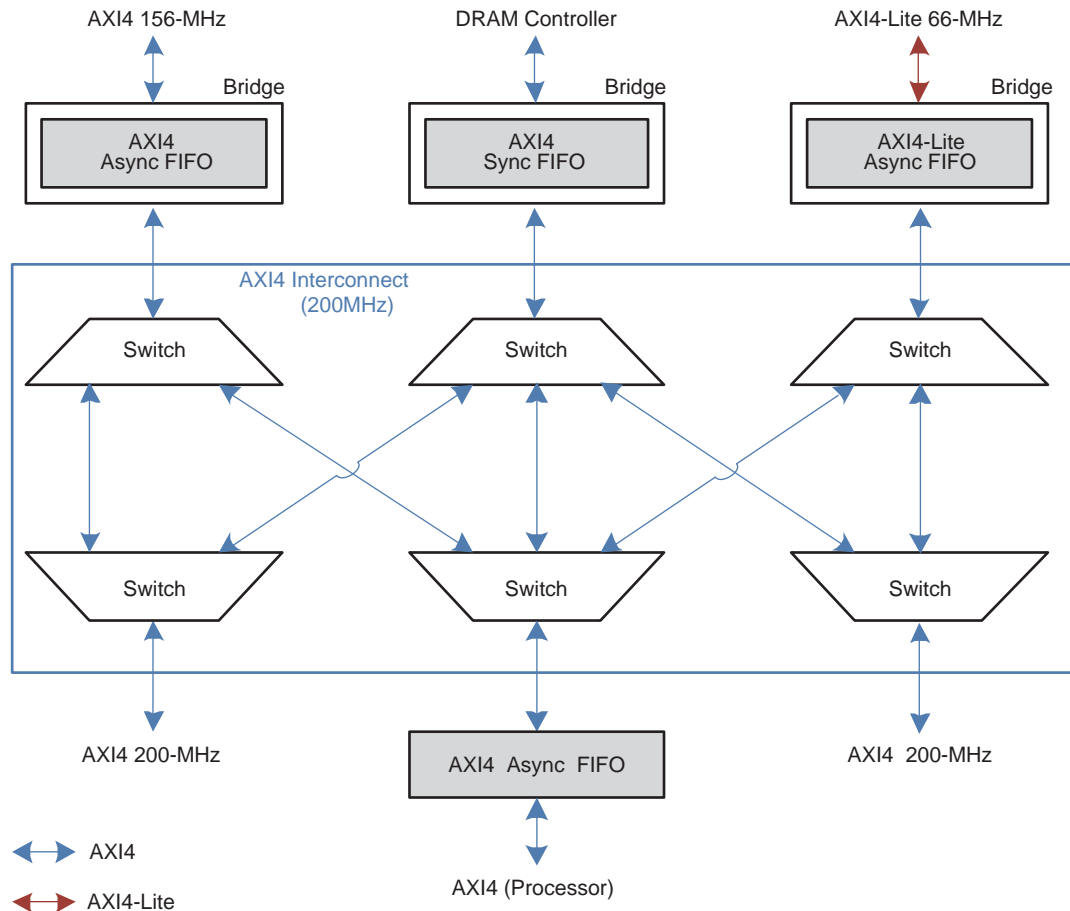 AXI4 156-MHz
DRAM Controller
AXI4-Lite 66-MHz
Bridge
Bridge
Bridge
AXI4
Async FIFO
AXI4
Sync FIFO
AXI4-Lite
Async FIFO
AXI4 Interconnect
(200MHz)
Switch
Switch
Switch
Switch
Switch
Switch
AXI4 200-MHz
AXI4 Async FIFO
AXI4 200-MHz
AXI4
AXI4 (Processor)
AXI4-Lite